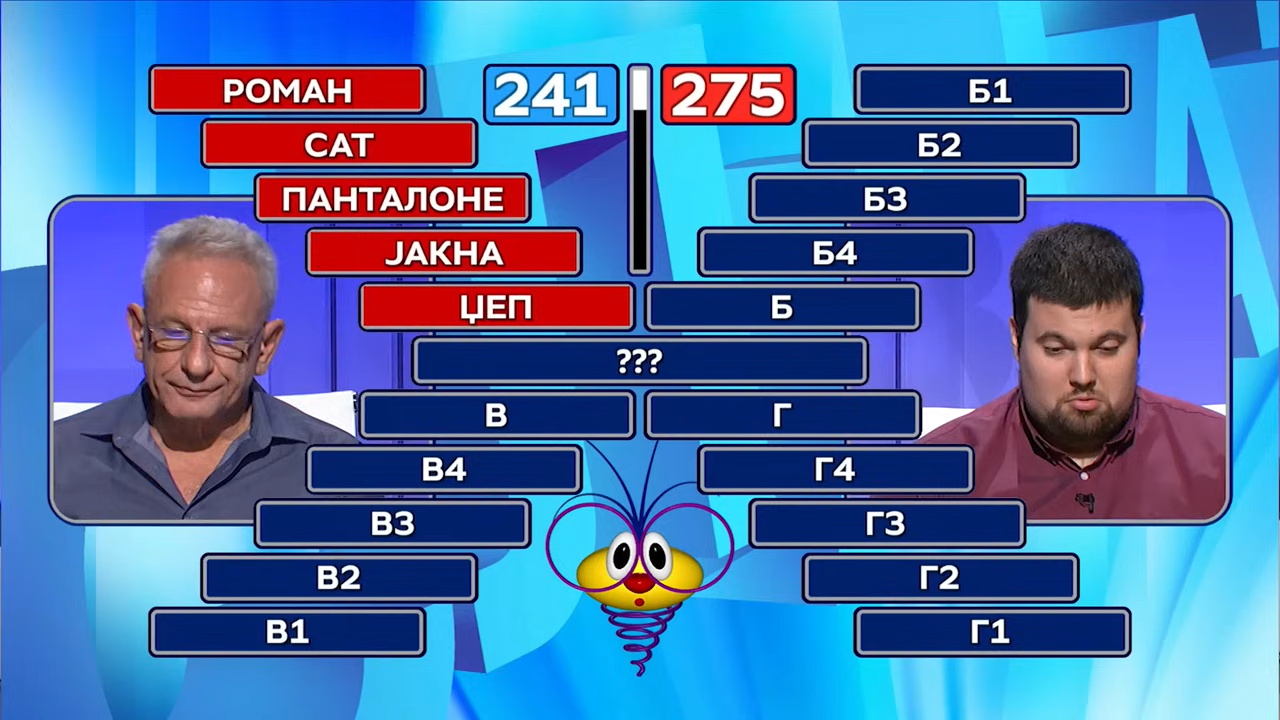 РОМАН 241 275 Б1
САТ Б2
ПАНТАЛОНЕ Б3
ЈАКНА Б4
ЏЕП Б
???
В Г
В4 Г4
В3 Г3
В2 Г2
В1 Г1